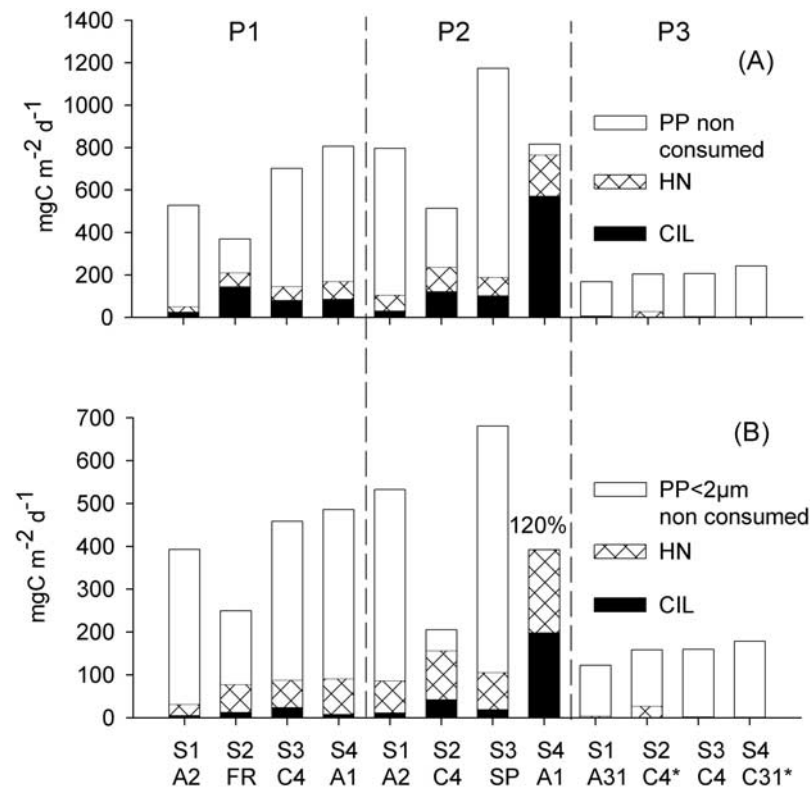 P1 P2 P3
(A)
mgC m⁻² d⁻¹
1400
1200
1000
800
600
400
200
0
PP non
consumed
HN
CIL
(B)
mgC m⁻² d⁻¹
700
600
500
400
300
200
100
0
120%
PP<2µm
non consumed
HN
CIL
S1 S2 S3 S4 S1 S2 S3 S4 S1 S2 S3 S4
A2 FR C4 A1 A2 C4 SP A1 A31 C4* C4 C31*